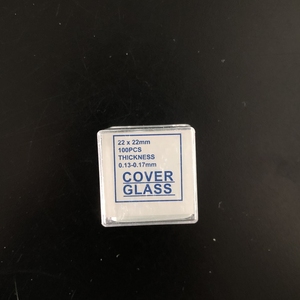 22 x 22mm
100PCS
THICKNESS
0.13-0.17mm
COVER
GLASS